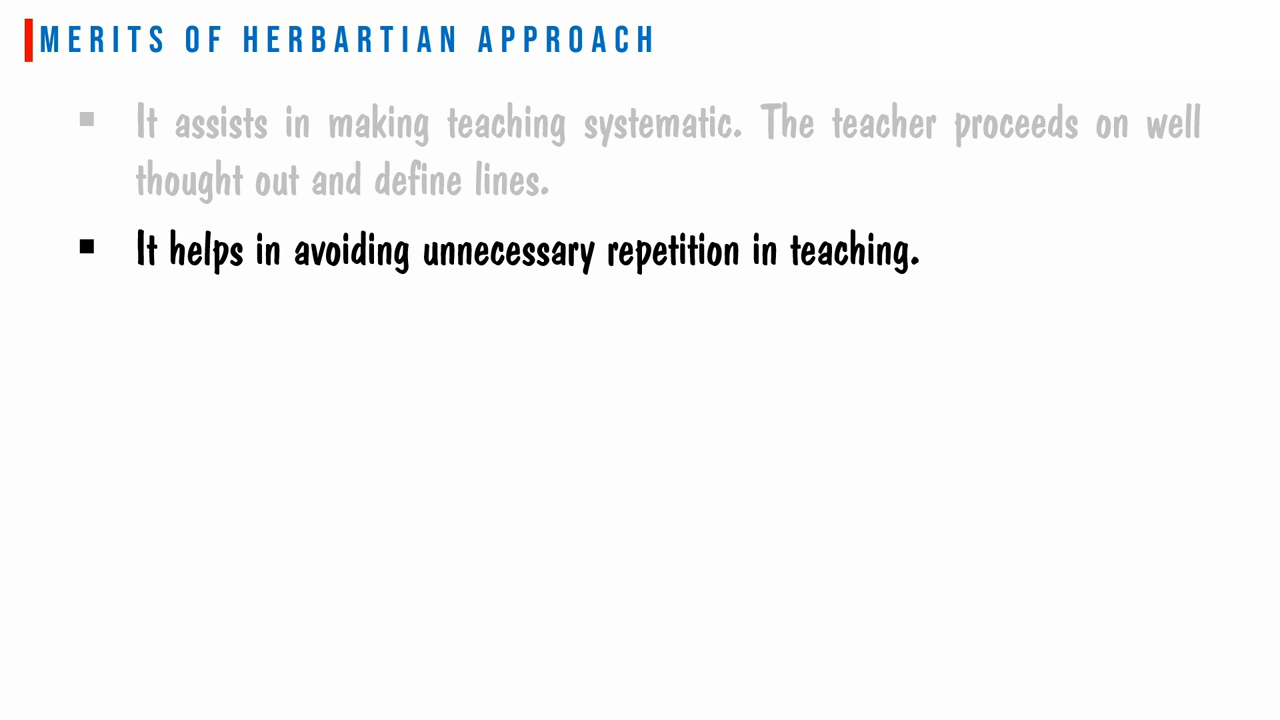 MERITS OF HERBARTIAN APPROACH
▪ It assists in making teaching systematic. The teacher proceeds on well
thought out and define lines.
▪ It helps in avoiding unnecessary repetition in teaching.